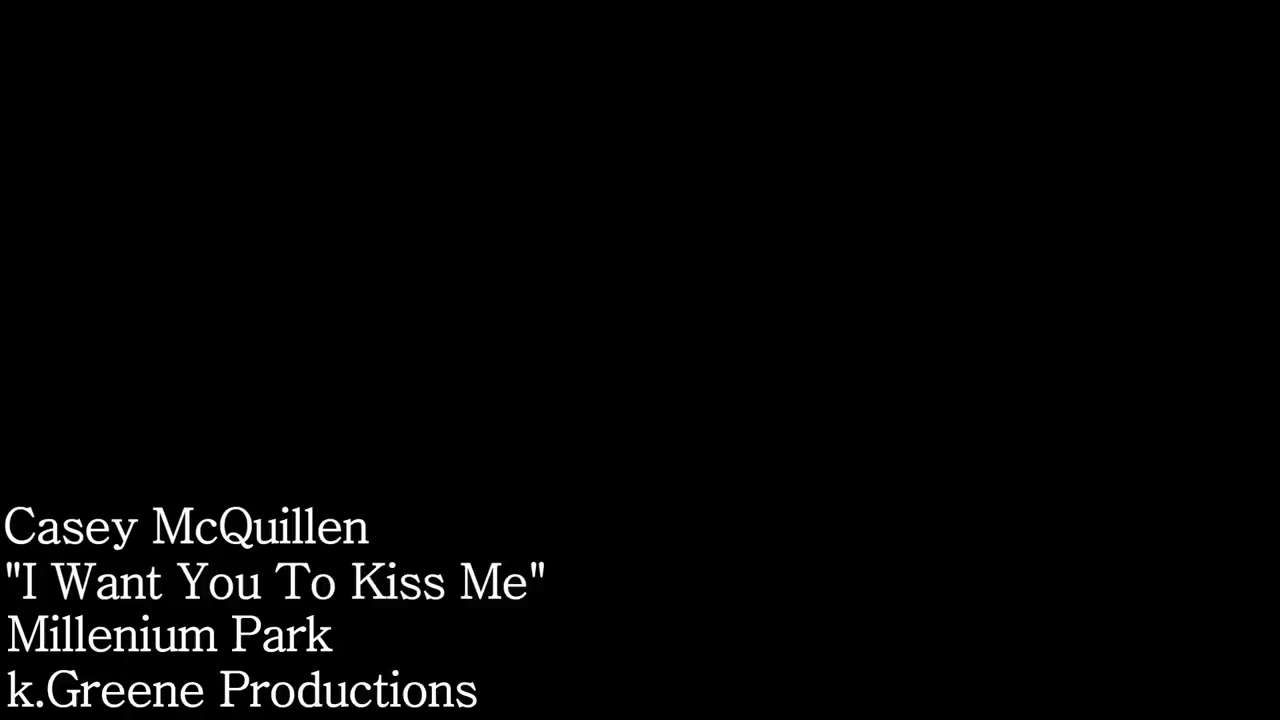 Casey McQuillen
"I Want You To Kiss Me"
Millenium Park
k.Greene Productions